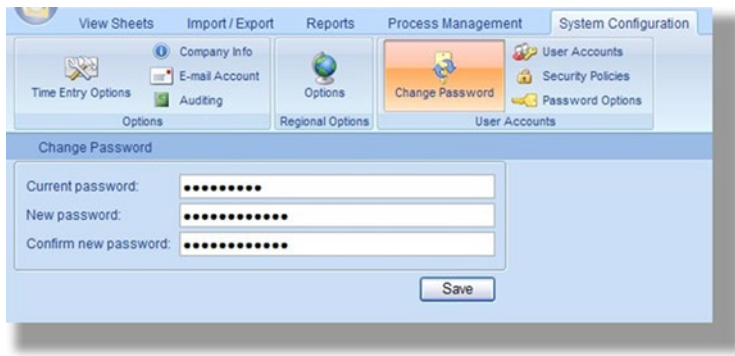 View Sheets Import / Export Reports Process Management System Configuration
Company Info User Accounts
E-mail Account Security Policies
Time Entry Options Auditing Options Change Password Password Options
Options Regional Options User Accounts
Change Password
Current password: •••••••••
New password: ••••••••••••
Confirm new password: ••••••••••••
Save